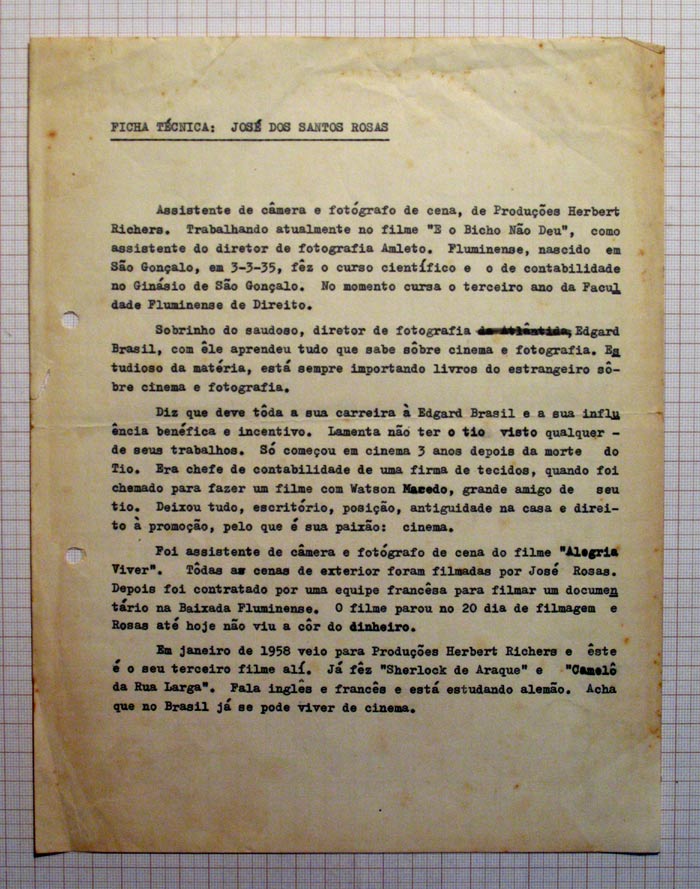 FICHA TÉCNICA: JOSÉ DOS SANTOS ROSAS
Assistente de câmera e fotógrafo de cena, de Produções Herbert
Richers. Trabalhando atualmente no filme "E o Bicho Não Deu", como
assistente do diretor de fotografia Amleto. Fluminense, nascido em
São Gonçalo, em 3-3-35, fêz o curso científico e o de contabilidade
no Ginásio de São Gonçalo. No momento cursa o terceiro ano da Facul
dade Fluminense de Direito.
Sobrinho do saudoso, diretor de fotografia da Atlântida, Edgard
Brasil, com êle aprendeu tudo que sabe sôbre cinema e fotografia. Es
tudioso da matéria, está sempre importando livros do estrangeiro sô-
bre cinema e fotografia.
Diz que deve tôda a sua carreira à Edgard Brasil e a sua influ
ência benéfica e incentivo. Lamenta não ter o tio visto qualquer -
de seus trabalhos. Só começou em cinema 3 anos depois da morte do
Tio. Era chefe de contabilidade de uma firma de tecidos, quando foi
chamado para fazer um filme com Watson Macedo, grande amigo de seu
tio. Deixou tudo, escritório, posição, antiguidade na casa e direi-
to à promoção, pelo que é sua paixão: cinema.
Foi assistente de câmera e fotógrafo de cena do filme "Alegria
Viver". Tôdas as cenas de exterior foram filmadas por José Rosas.
Depois foi contratado por uma equipe francêsa para filmar um documen
tário na Baixada Fluminense. O filme parou no 20 dia de filmagem e
Rosas até hoje não viu a côr do dinheiro.
Em janeiro de 1958 veio para Produções Herbert Richers e êste
é o seu terceiro filme alí. Já fêz "Sherlock de Araque" e "Camelô
da Rua Larga". Fala inglês e francês e está estudando alemão. Acha
que no Brasil já se pode viver de cinema.